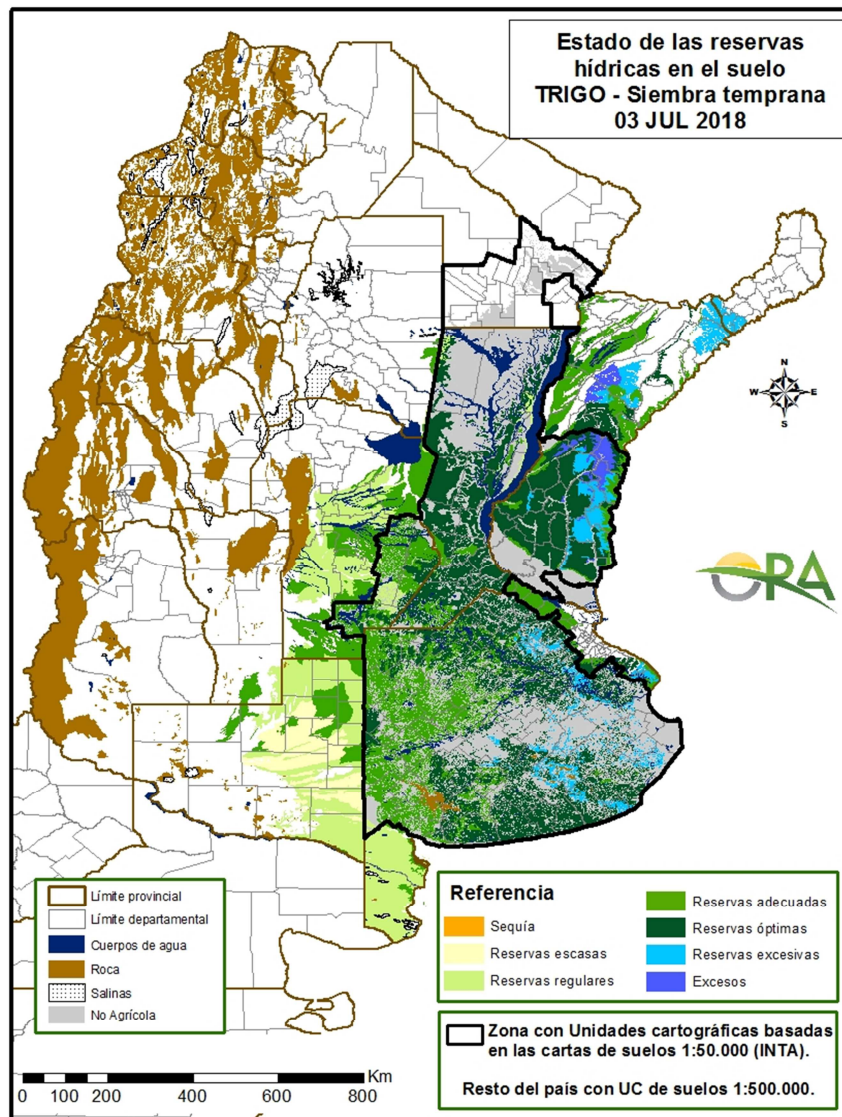 Estado de las reservas
hídricas en el suelo
TRIGO - Siembra temprana
03 JUL 2018
N
W E
S
ORA
Límite provincial
Límite departamental
Cuerpos de agua
Roca
Salinas
No Agrícola
Referencia
Sequía
Reservas escasas
Reservas regulares
Reservas adecuadas
Reservas óptimas
Reservas excesivas
Excesos
Zona con Unidades cartográficas basadas
en las cartas de suelos 1:50.000 (INTA).
Resto del país con UC de suelos 1:500.000.
Km
0 100 200 400 600 800